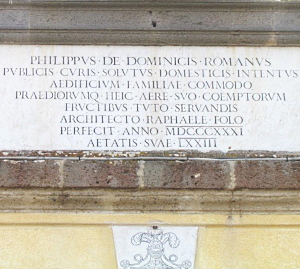 PHILIPPVS · DE · DOMINICIS · ROMANVS
PVBLICIS · CVRIS · SOLVTVS · DOMESTICIS · INTENTVS
AEDIFICIVM · FAMILIAE · COMMODO
PRAEDIORVMQ · HEIC · AERE · SVO · COEMPTORVM
FRVCTIBVS · TVTO · SERVANDIS
ARCHITECTO · RAPHAELE · FOLO
PERFECIT · ANNO · MDCCCXXXI
AETATIS · SVAE · LXXIII